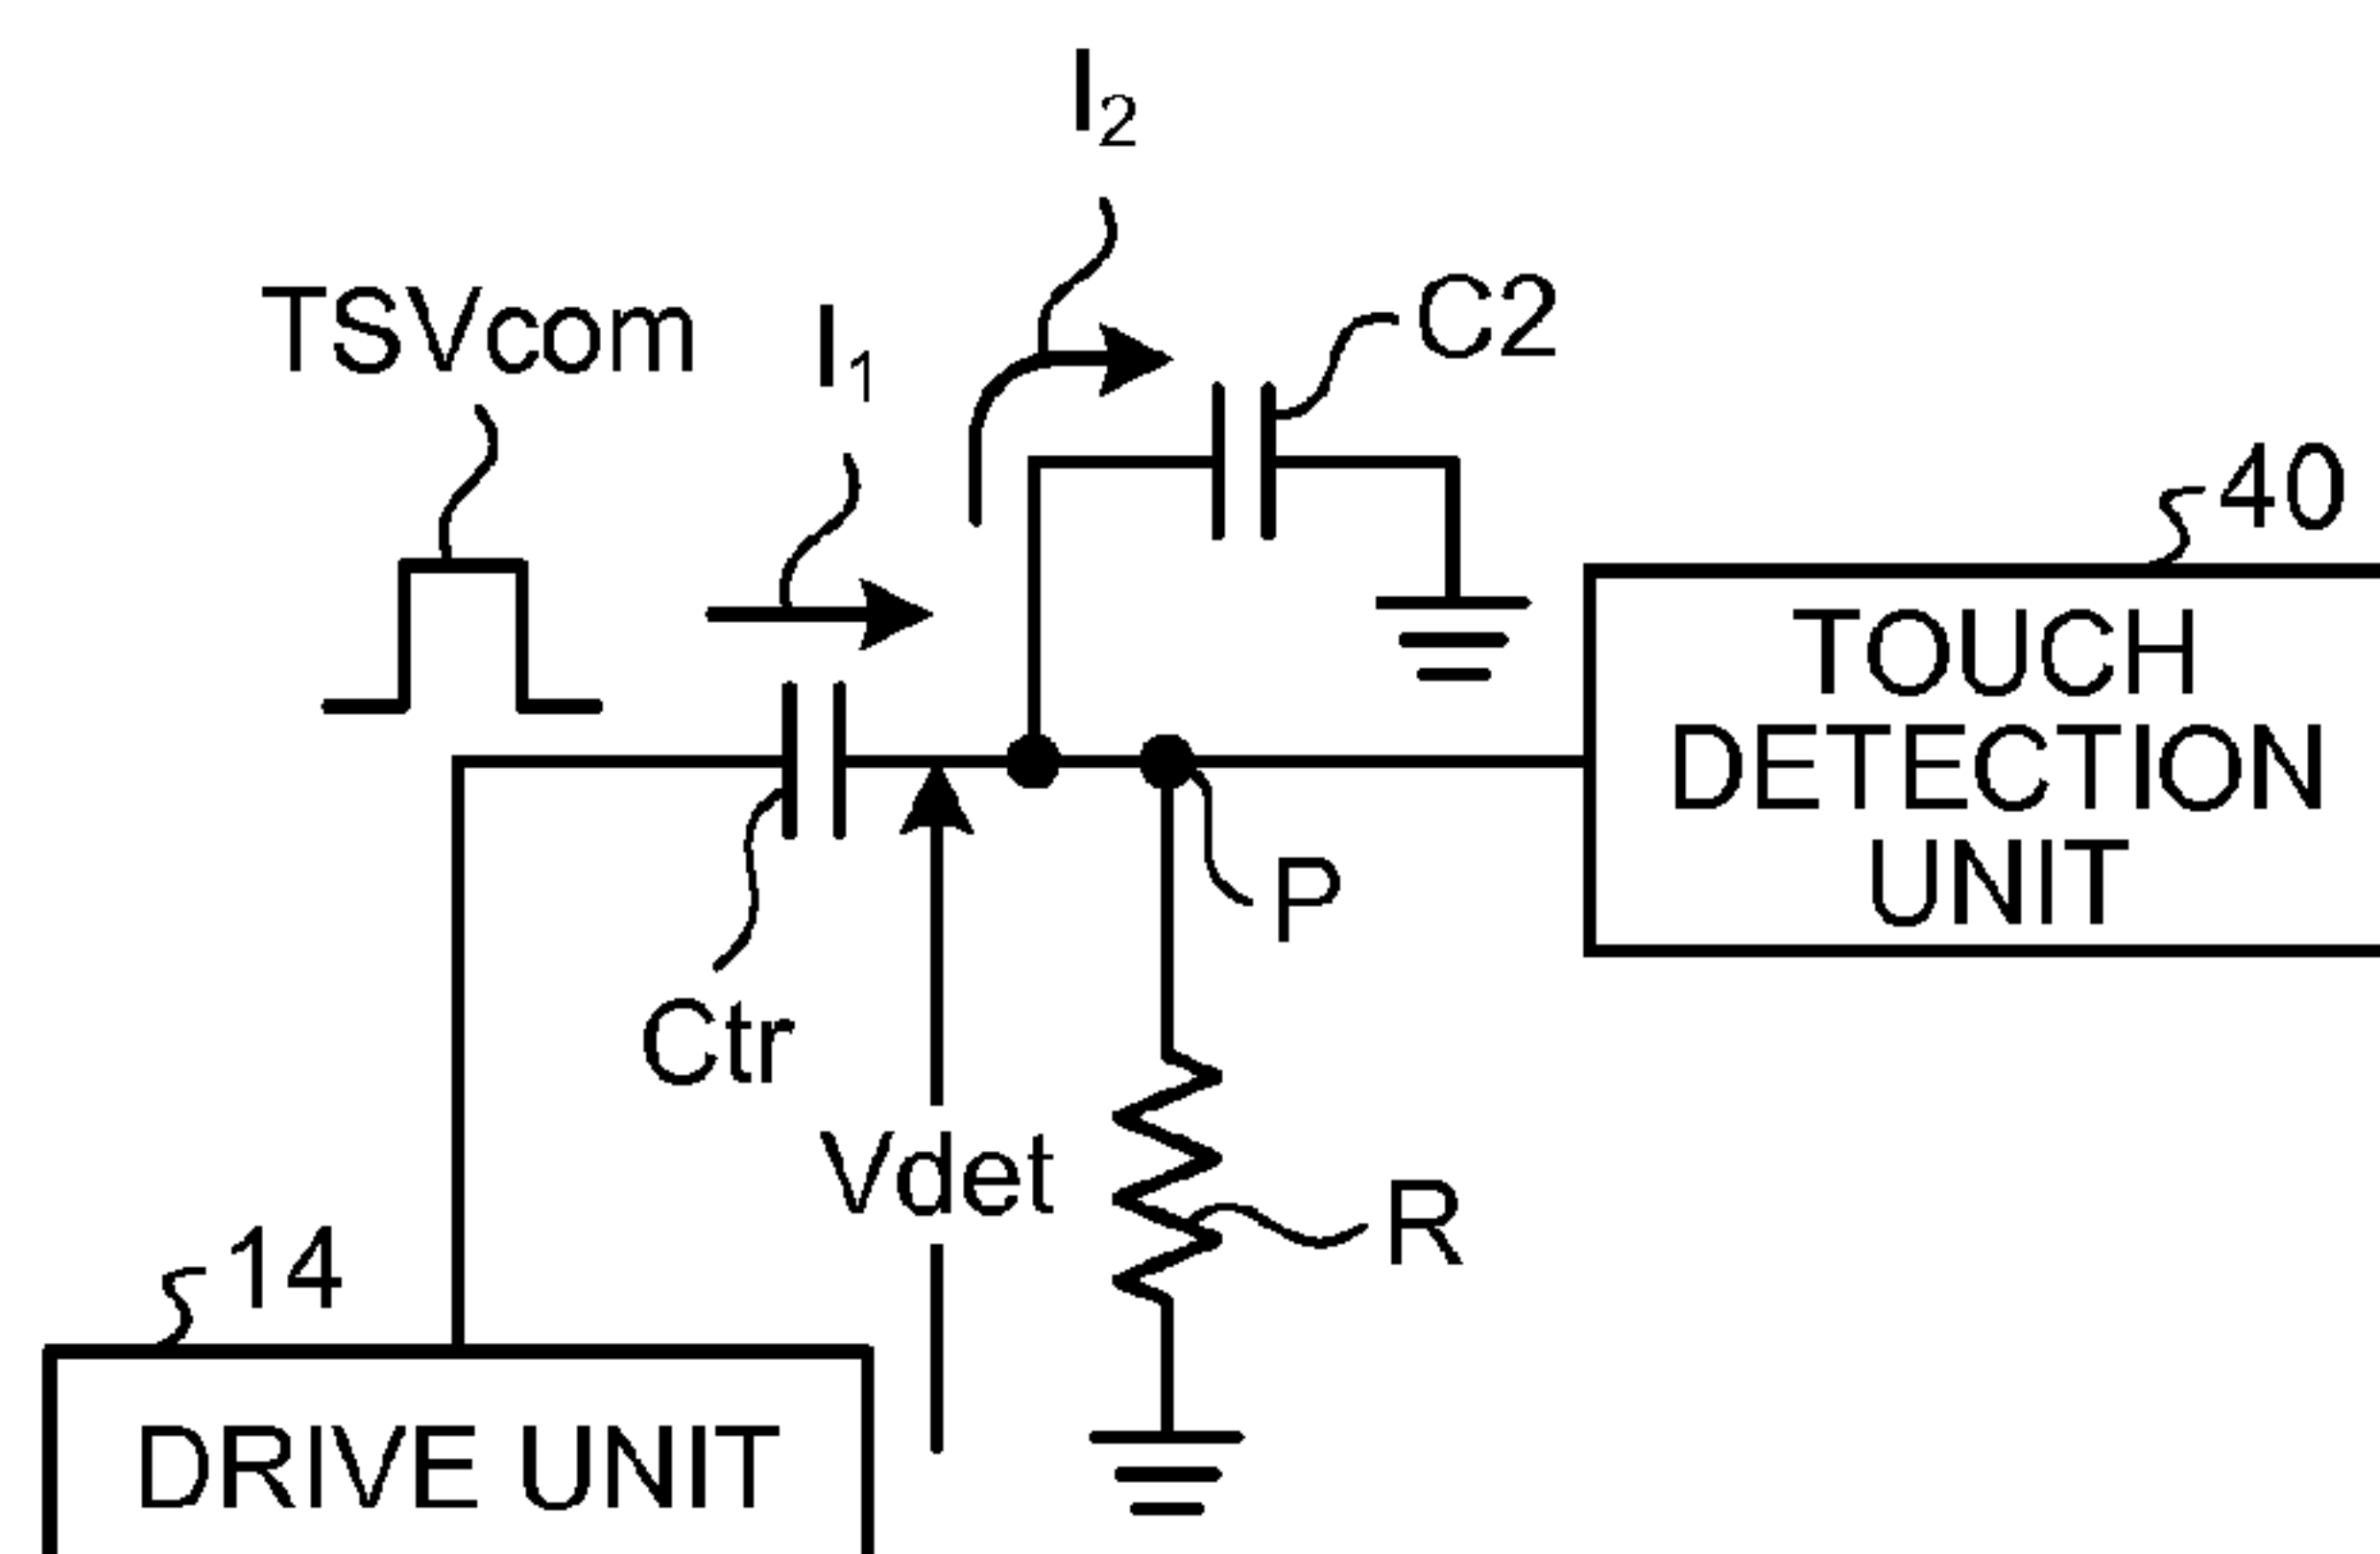 I2
TSVcom
I1
C2
40
TOUCH
DETECTION
UNIT
P
Ctr
Vdet
R
14
DRIVE UNIT